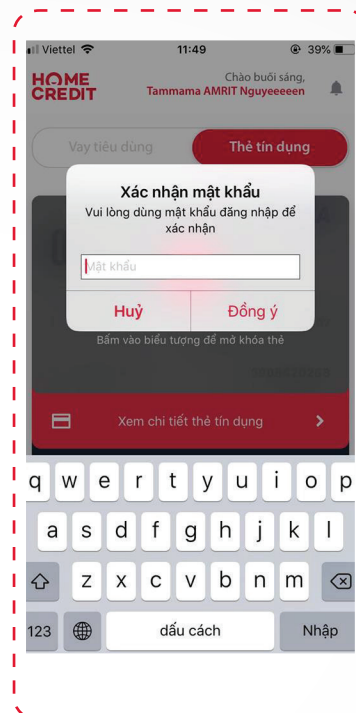 Viettel 11:49 39%
HOME
CREDIT
Chào buổi sáng,
Tammama AMRIT Nguyeeeeen
Vay tiêu dùng
Thẻ tín dụng
Xác nhận mật khẩu
Vui lòng dùng mật khẩu đăng nhập để
xác nhận
Mật khẩu
Huỷ
Đồng ý
Bấm vào biểu tượng để mở khóa thẻ
Xem chi tiết thẻ tín dụng
q w e r t y u i o p
a s d f g h j k l
z x c v b n m
123 dấu cách Nhập